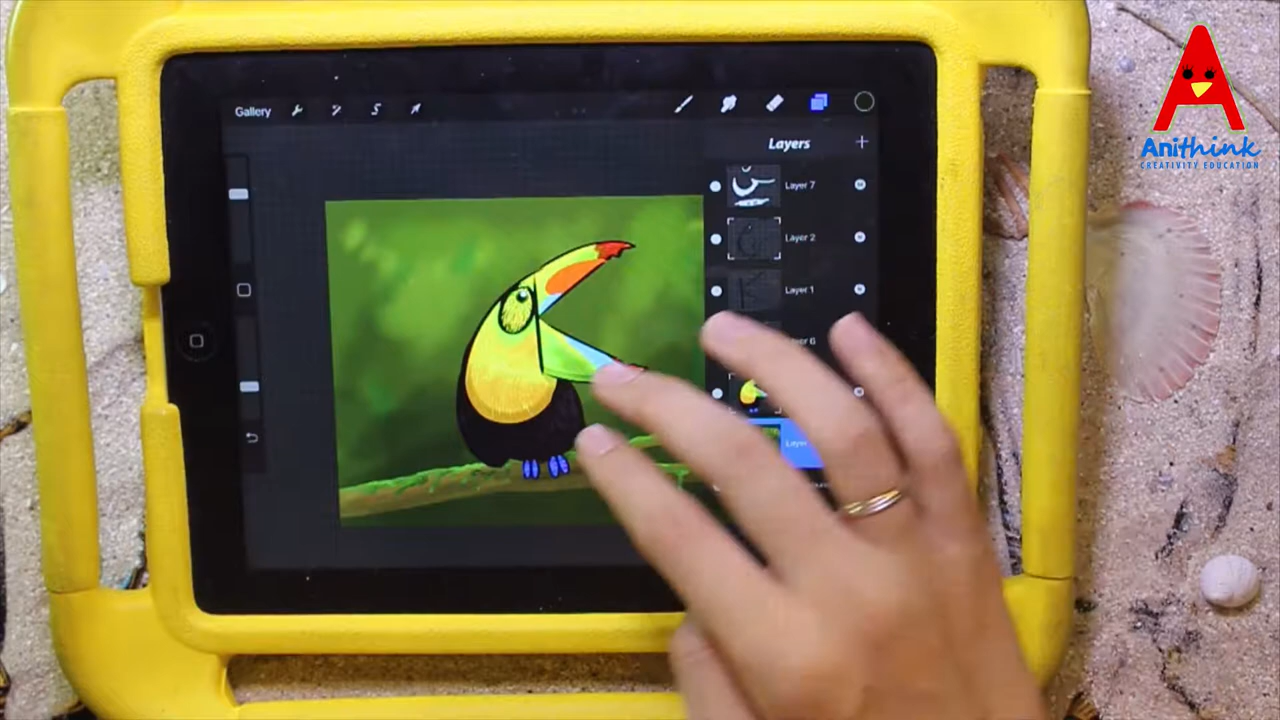 Gallery
Layers
Layer 7
Layer 2
Layer 1
AniThink
CREATIVITY EDUCATION